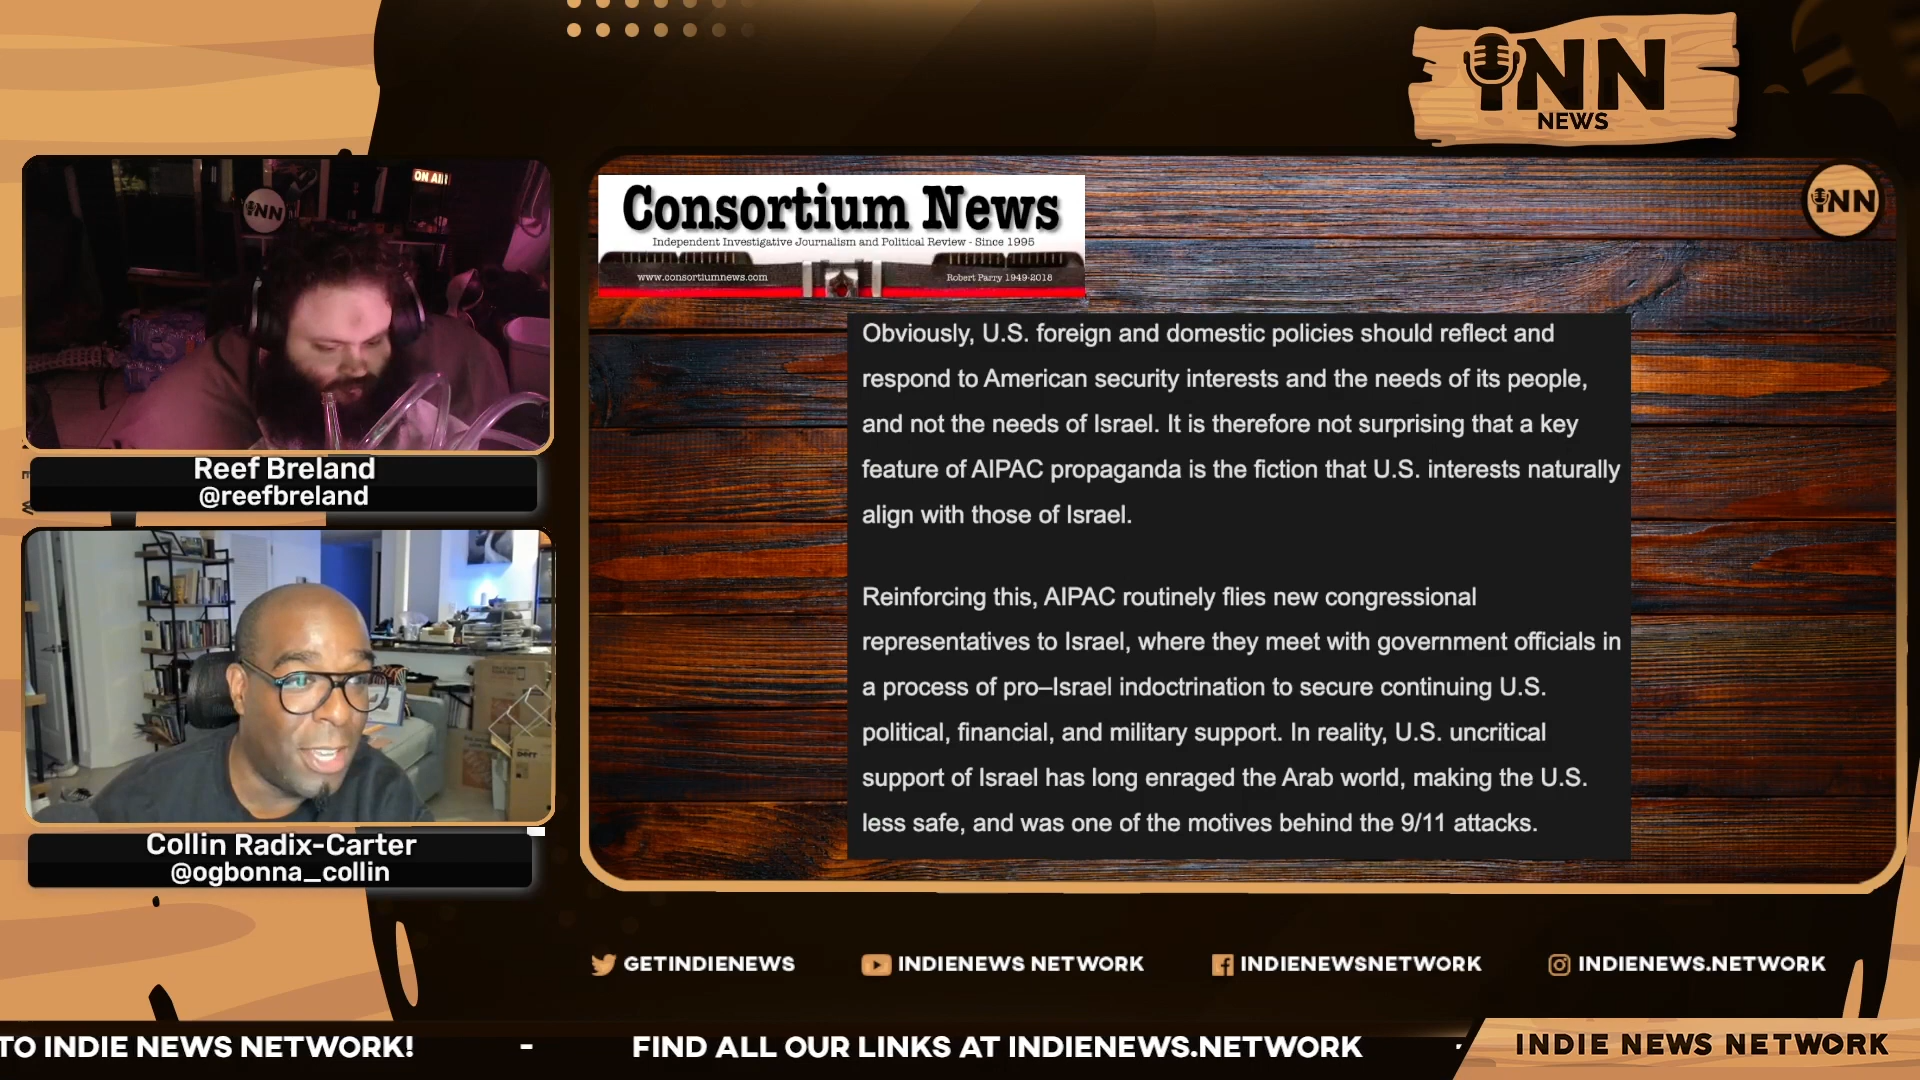 iNN
NEWS
ON AIR
iNN
Reef Breland
@reefbreland
Collin Radix-Carter
@ogbonna_collin
Consortium News
Independent Investigative Journalism and Political Review - Since 1995
www.consortiumnews.com
Robert Parry 1949-2018
iNN
Obviously, U.S. foreign and domestic policies should reflect and
respond to American security interests and the needs of its people,
and not the needs of Israel. It is therefore not surprising that a key
feature of AIPAC propaganda is the fiction that U.S. interests naturally
align with those of Israel.
Reinforcing this, AIPAC routinely flies new congressional
representatives to Israel, where they meet with government officials in
a process of pro–Israel indoctrination to secure continuing U.S.
political, financial, and military support. In reality, U.S. uncritical
support of Israel has long enraged the Arab world, making the U.S.
less safe, and was one of the motives behind the 9/11 attacks.
GETINDIENEWS
INDIENEWS NETWORK
INDIENEWSNETWORK
INDIENEWS.NETWORK
TO INDIE NEWS NETWORK! - FIND ALL OUR LINKS AT INDIENEWS.NETWORK
INDIE NEWS NETWORK